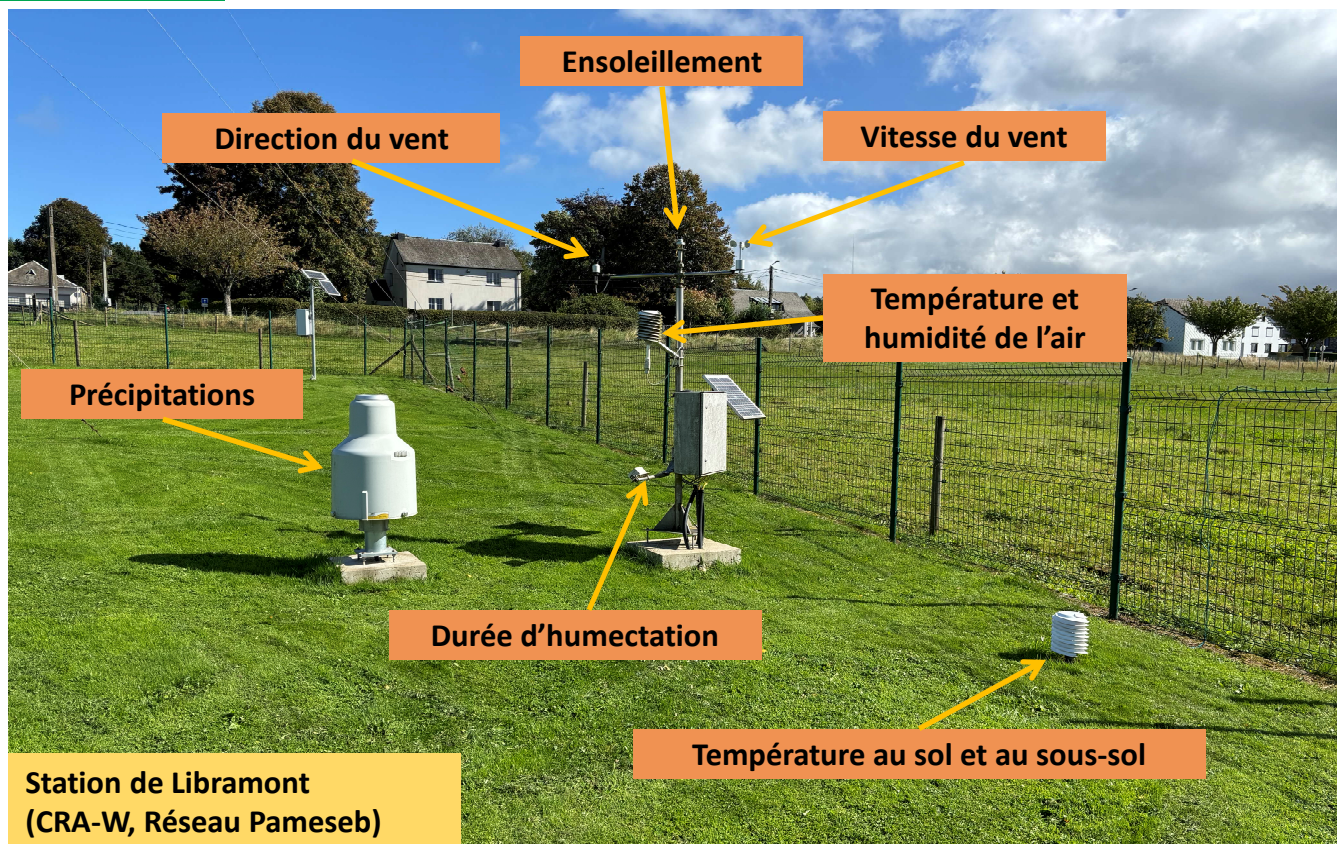 Ensoleillement
Direction du vent
Vitesse du vent
Température et
humidité de l’air
Précipitations
Durée d’humectation
Température au sol et au sous-sol
Station de Libramont
(CRA-W, Réseau Pameseb)